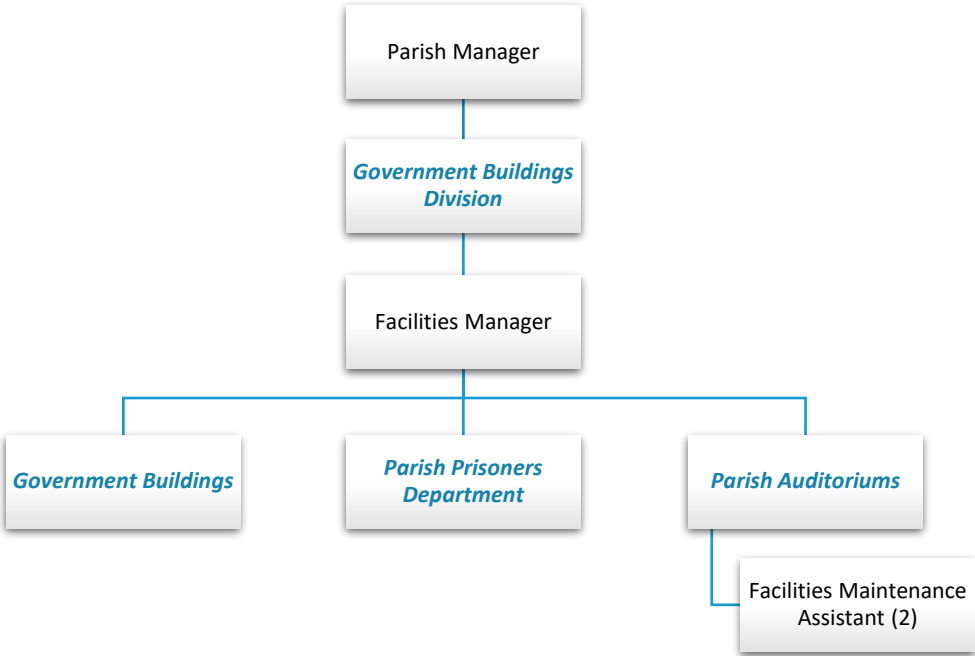 Parish Manager
Government Buildings
Division
Facilities Manager
Government Buildings
Parish Prisoners
Department
Parish Auditoriums
Facilities Maintenance
Assistant (2)